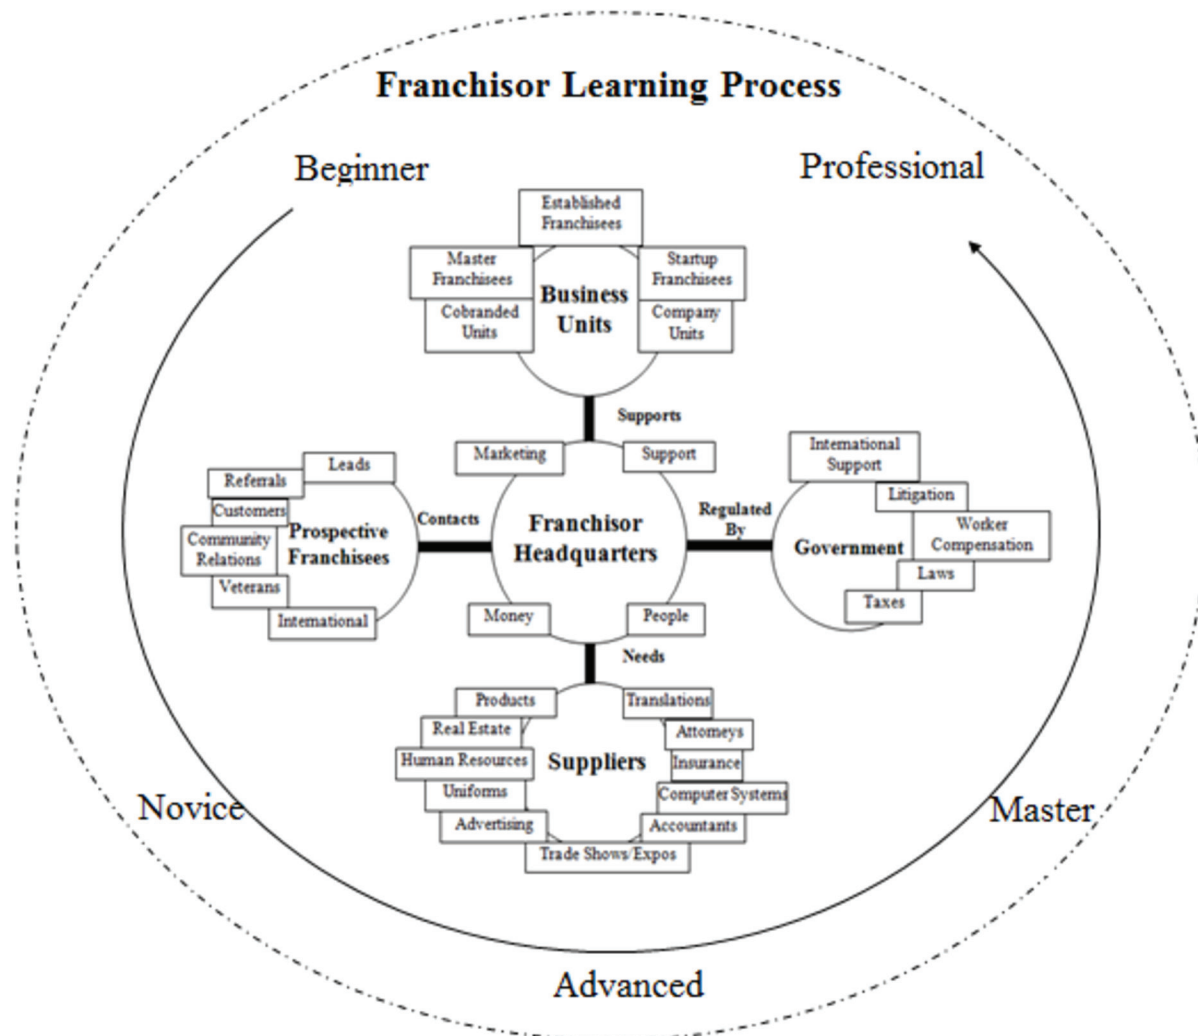 Franchisor Learning Process
Beginner
Professional
Established
Franchisees
Master
Franchisees
Startup
Franchisees
Business
Units
Cobranded
Units
Company
Units
Supports
Marketing
Support
International
Support
Leads
Referrals
Customers
Community
Relations
Veterans
International
Prospective
Franchisees
Contacts
Franchisor
Headquarters
Regulated
By
Government
Litigation
Worker
Compensation
Laws
Taxes
Money
People
Needs
Products
Translations
Real Estate
Attorneys
Human Resources
Suppliers
Insurance
Uniforms
Computer Systems
Advertising
Accountants
Trade Shows/Expos
Novice
Master
Advanced